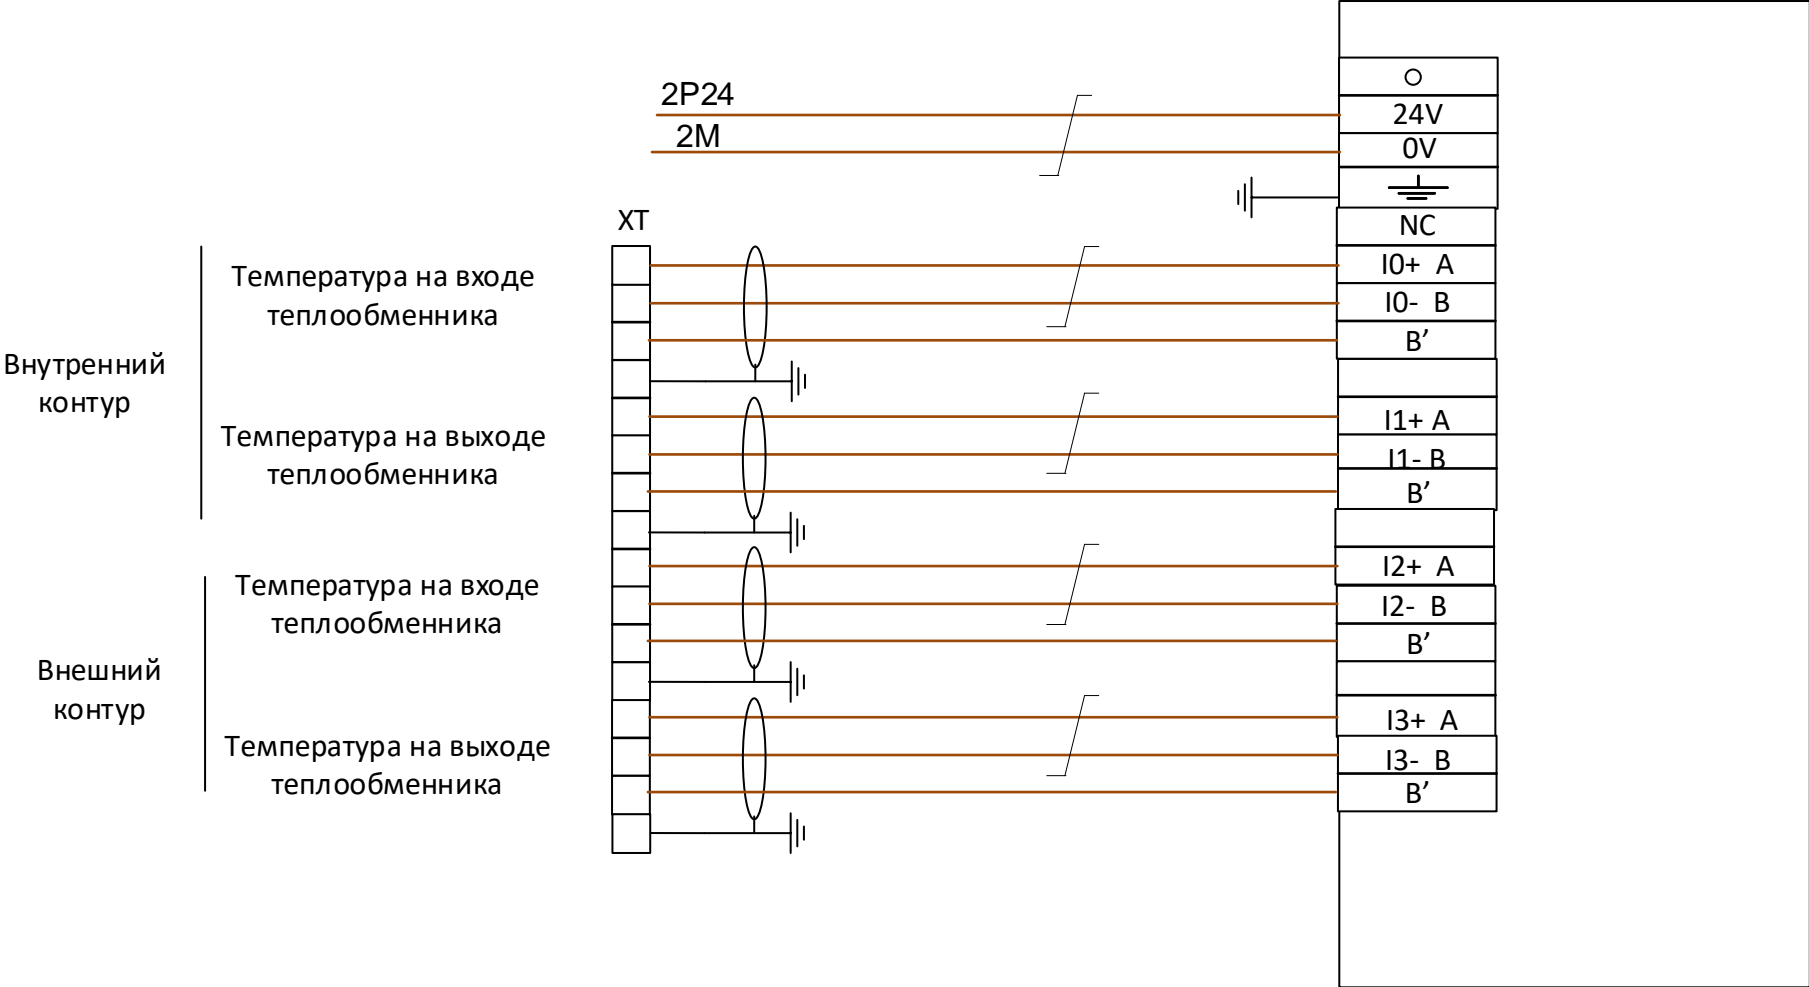 2P24
2M
24V
0V
XT
NC
I0+ A
I0- B
B’
I1+ A
I1- B
B’
I2+ A
I2- B
B’
I3+ A
I3- B
B’
Внутренний
контур
Температура на входе
теплообменника
Температура на выходе
теплообменника
Внешний
контур
Температура на входе
теплообменника
Температура на выходе
теплообменника